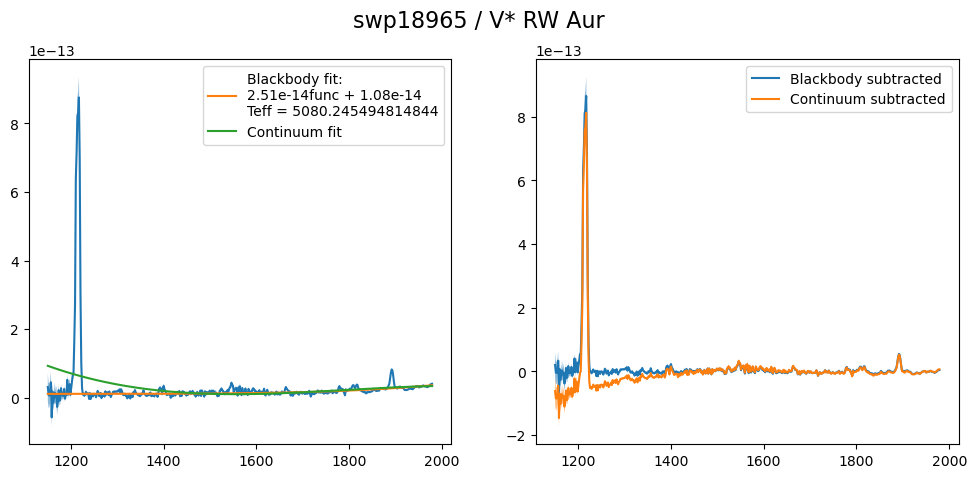 swp18965 / V* RW Aur
1e−13
Blackbody fit:
2.51e-14func + 1.08e-14
Teff = 5080.245494814844
Continuum fit
8
6
4
2
0
1200 1400 1600 1800 2000
1e−13
Blackbody subtracted
Continuum subtracted
8
6
4
2
0
−2
1200 1400 1600 1800 2000